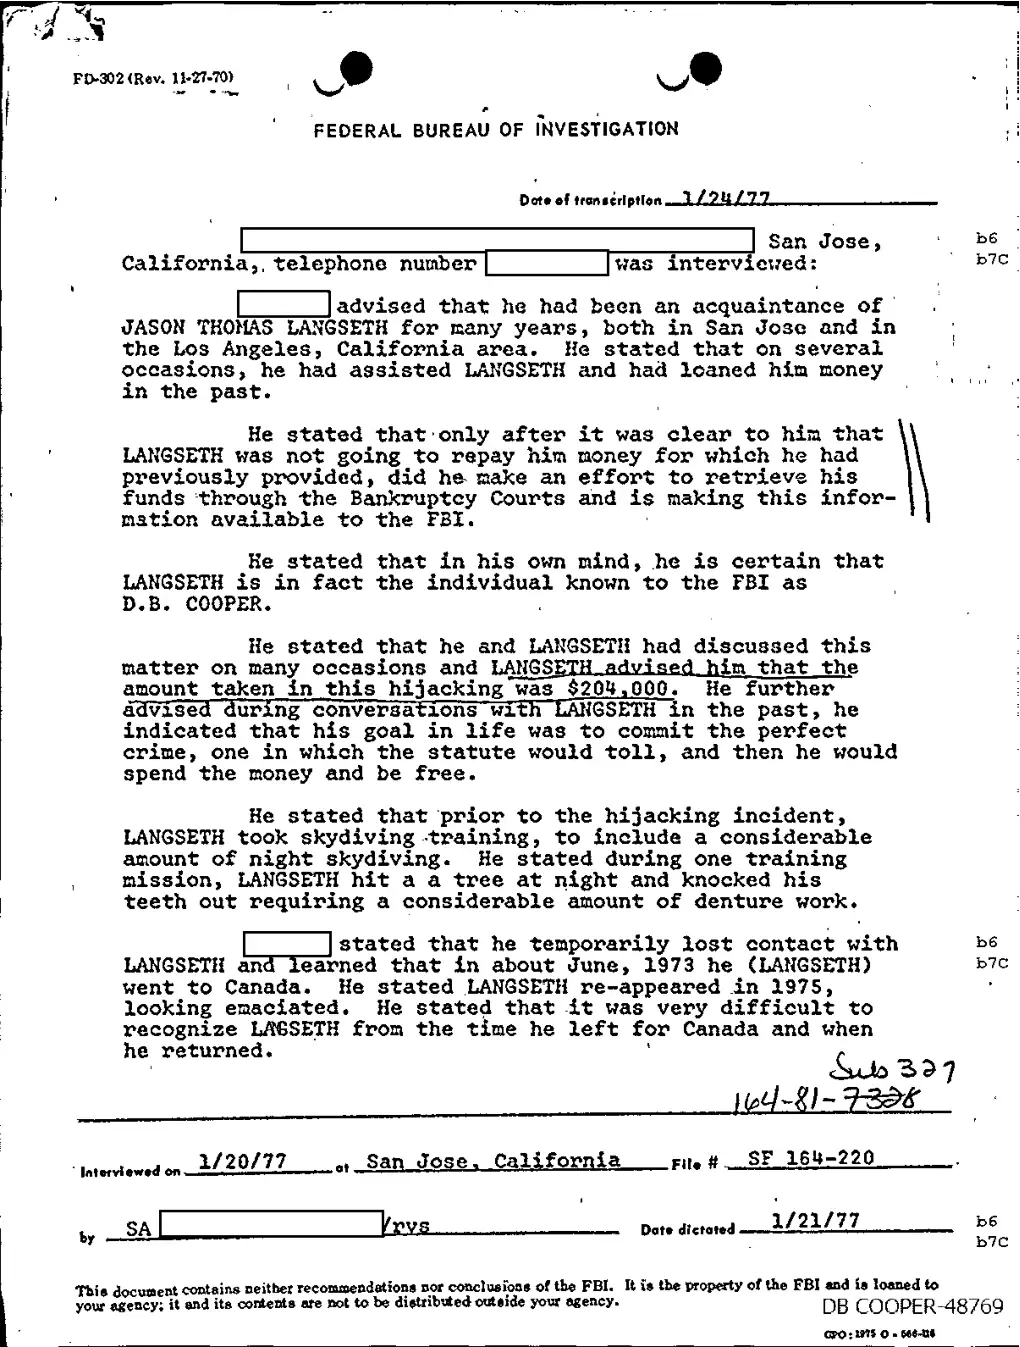 FD-302 (Rev. 11-27-70)
FEDERAL BUREAU OF INVESTIGATION
Date of transcription 1/24/77
San Jose,
b6
California, telephone number was interviewed:
b7C
advised that he had been an acquaintance of
JASON THOMAS LANGSETH for many years, both in San Jose and in
the Los Angeles, California area. He stated that on several
occasions, he had assisted LANGSETH and had loaned him money
in the past.
He stated that only after it was clear to him that
LANGSETH was not going to repay him money for which he had
previously provided, did he make an effort to retrieve his
funds through the Bankruptcy Courts and is making this infor-
mation available to the FBI.
He stated that in his own mind, he is certain that
LANGSETH is in fact the individual known to the FBI as
D.B. COOPER.
He stated that he and LANGSETH had discussed this
matter on many occasions and LANGSETH advised him that the
amount taken in this hijacking was $204,000. He further
advised during conversations with LANGSETH in the past, he
indicated that his goal in life was to commit the perfect
crime, one in which the statute would toll, and then he would
spend the money and be free.
He stated that prior to the hijacking incident,
LANGSETH took skydiving training, to include a considerable
amount of night skydiving. He stated during one training
mission, LANGSETH hit a a tree at night and knocked his
teeth out requiring a considerable amount of denture work.
stated that he temporarily lost contact with
b6
LANGSETH and learned that in about June, 1973 he (LANGSETH)
b7C
went to Canada. He stated LANGSETH re-appeared in 1975,
looking emaciated. He stated that it was very difficult to
recognize LANGSETH from the time he left for Canada and when
he returned.
Sub 327
164-81-7328
Interviewed on 1/20/77 at San Jose, California File # SF 164-220
by SA /rvs Date dictated 1/21/77
b6
b7C
This document contains neither recommendations nor conclusions of the FBI. It is the property of the FBI and is loaned to
your agency; it and its contents are not to be distributed outside your agency.
DB COOPER-48769
GPO : 1975 O - 566-116